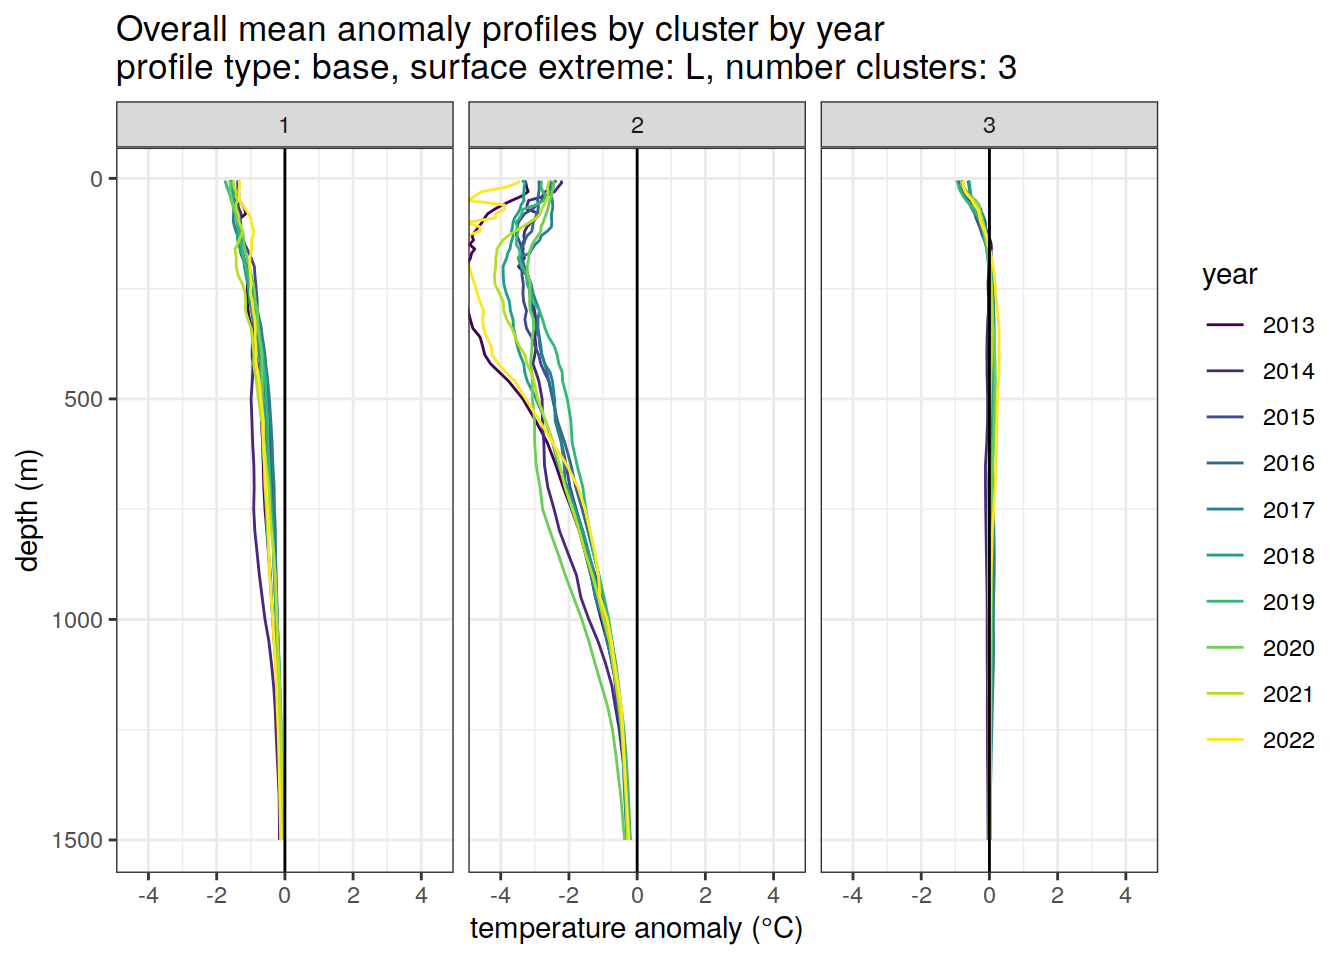 Overall mean anomaly profiles by cluster by year
profile type: base, surface extreme: L, number clusters: 3
1
2
3
0
500
1000
1500
depth (m)
-4 -2 0 2 4
-4 -2 0 2 4
-4 -2 0 2 4
temperature anomaly (°C)
year
2013
2014
2015
2016
2017
2018
2019
2020
2021
2022